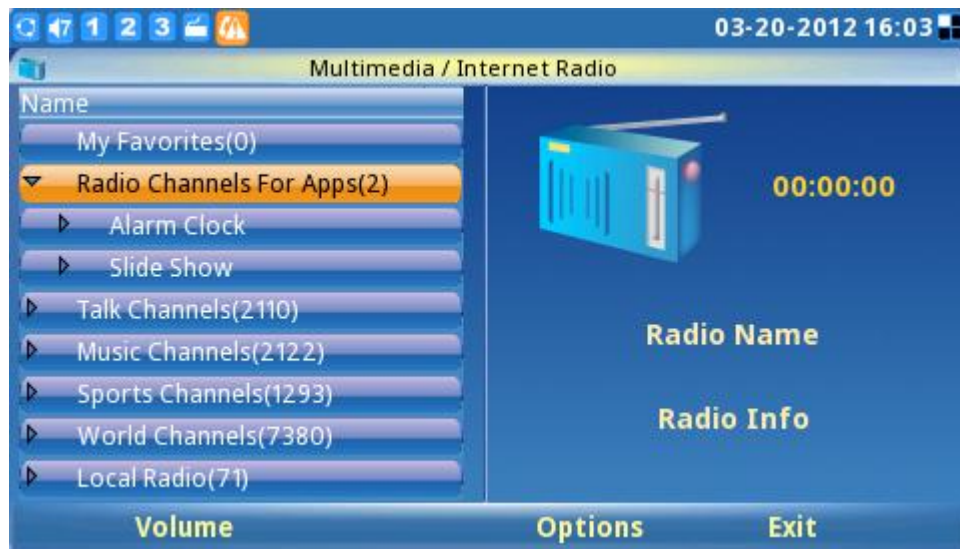 7 1 2 3 03-20-2012 16:03
Multimedia / Internet Radio
Name
My Favorites(0)
Radio Channels For Apps(2)
Alarm Clock
Slide Show
Talk Channels(2110)
Music Channels(2122)
Sports Channels(1293)
World Channels(7380)
Local Radio(71)
00:00:00
Radio Name
Radio Info
Volume Options Exit